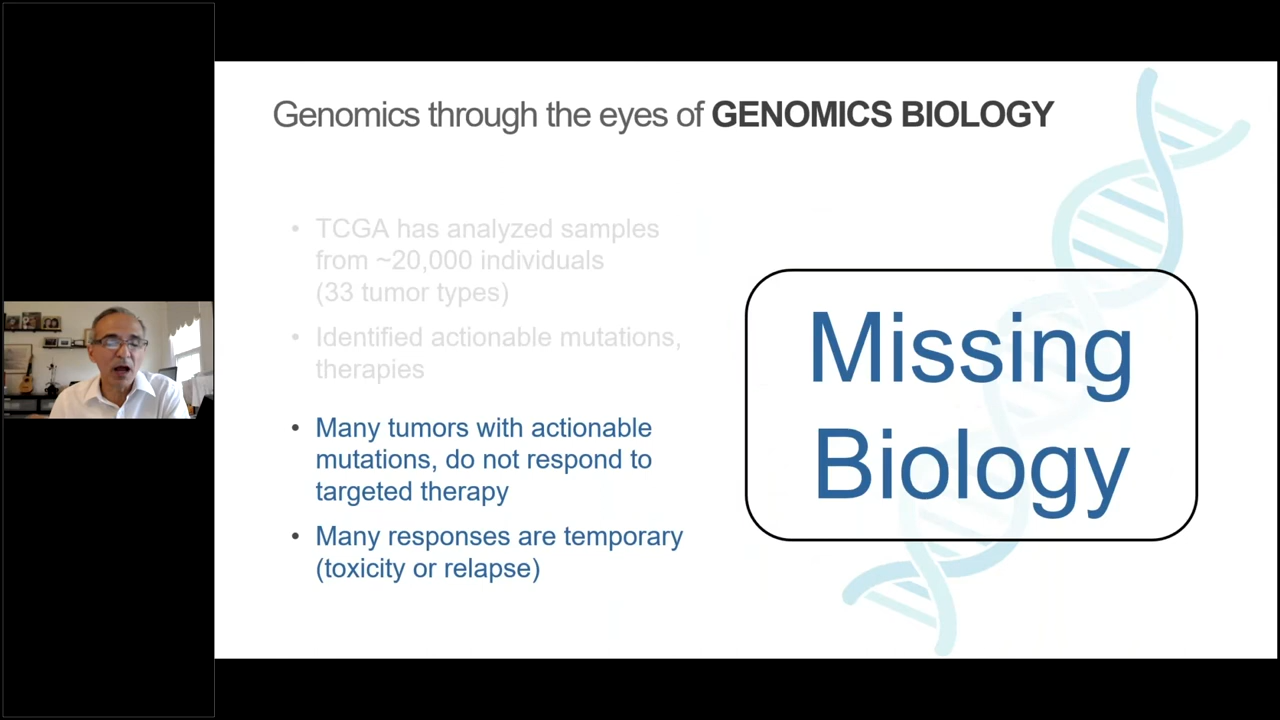 Genomics through the eyes of GENOMICS BIOLOGY
• TCGA has analyzed samples
from ~20,000 individuals
(33 tumor types)
• Identified actionable mutations,
therapies
• Many tumors with actionable
mutations, do not respond to
targeted therapy
• Many responses are temporary
(toxicity or relapse)
Missing
Biology